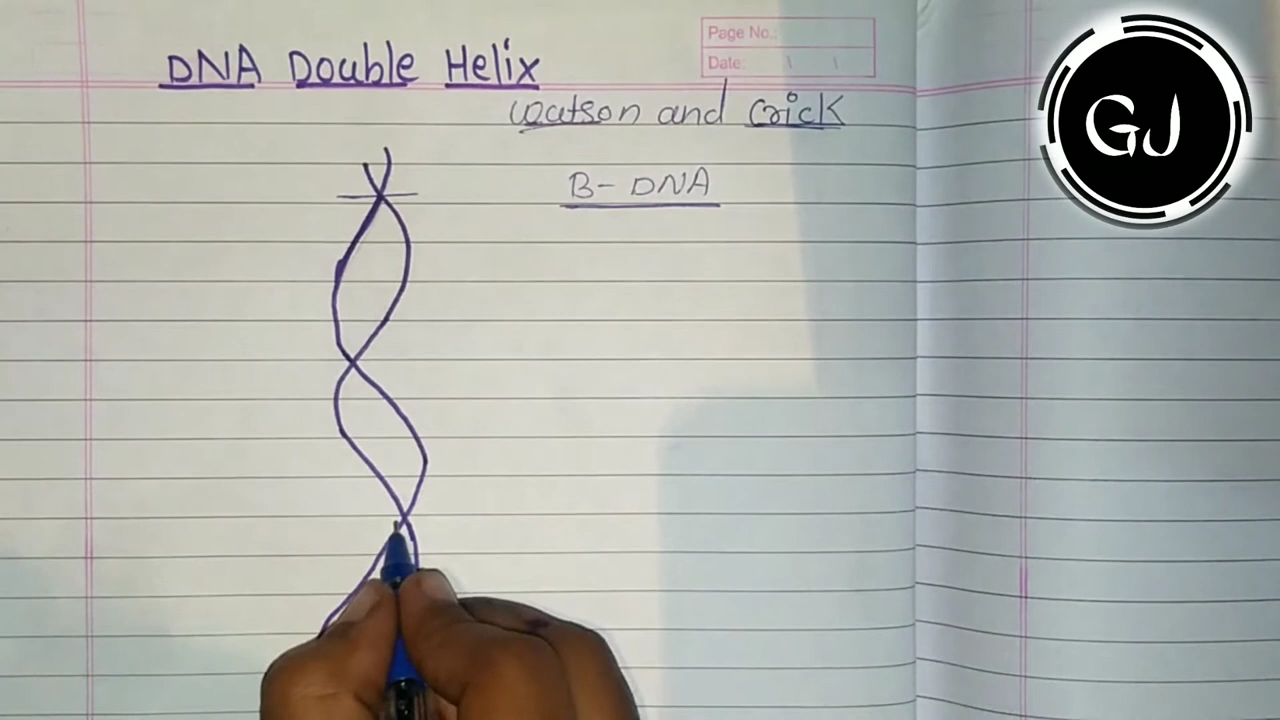 DNA Double Helix
Page No.:
Date:
Watson and Crick
B- DNA
GJ